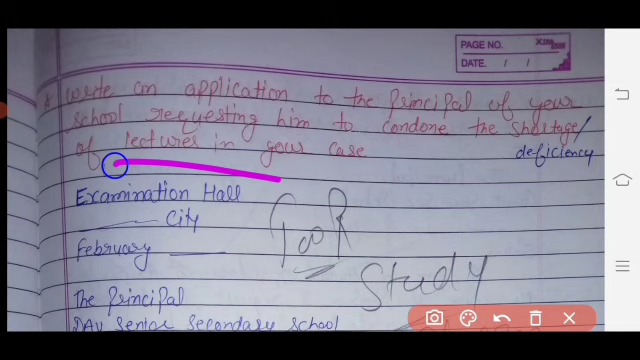 PAGE NO.
DATE. / /
Write an application to the Principal of your
school requesting him to condone the shortage/
of lectures in your case deficiency
Examination Hall
City
February
Study
The Principal
DAV Senior Secondary School